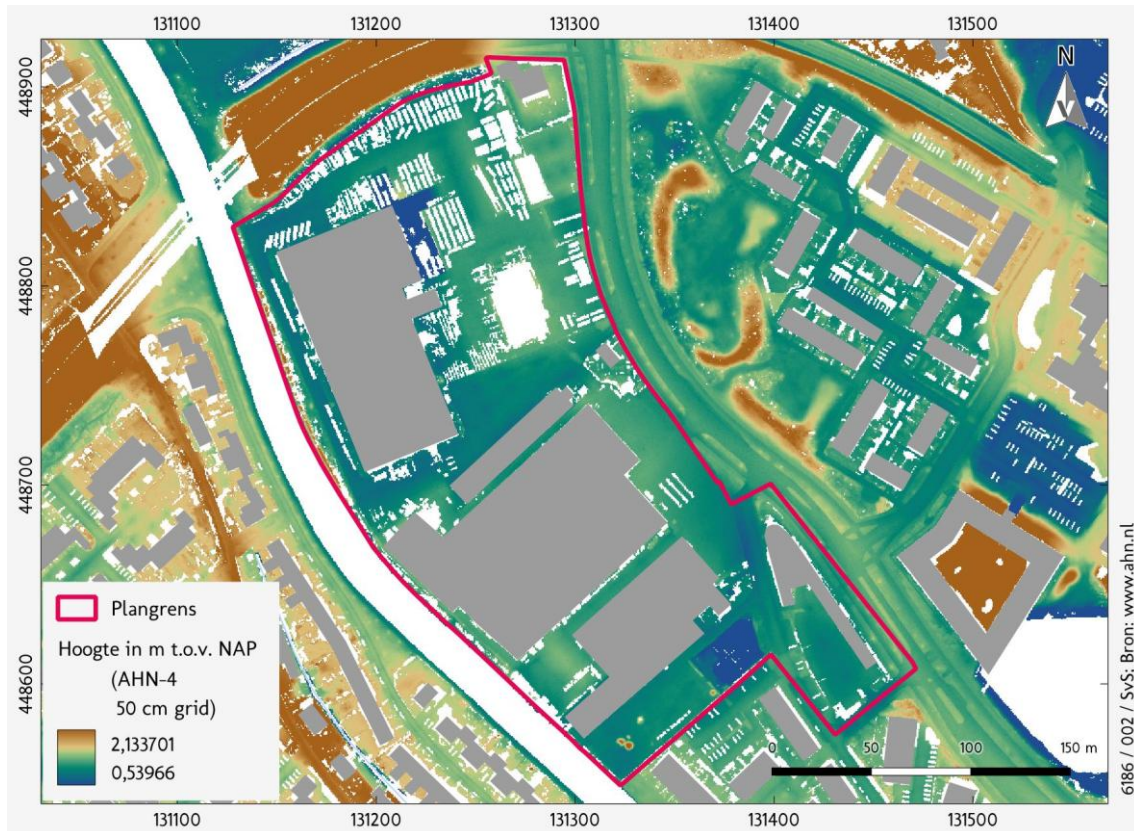 131100
131200
131300
131400
131500
448900
448800
448700
448600
N
Plangrens
Hoogte in m t.o.v. NAP
(AHN-4
50 cm grid)
2,133701
0,53966
0
50
100
150 m
131100
131200
131300
131400
131500
6186 / 002 / SvS; Bron: www.ahn.nl